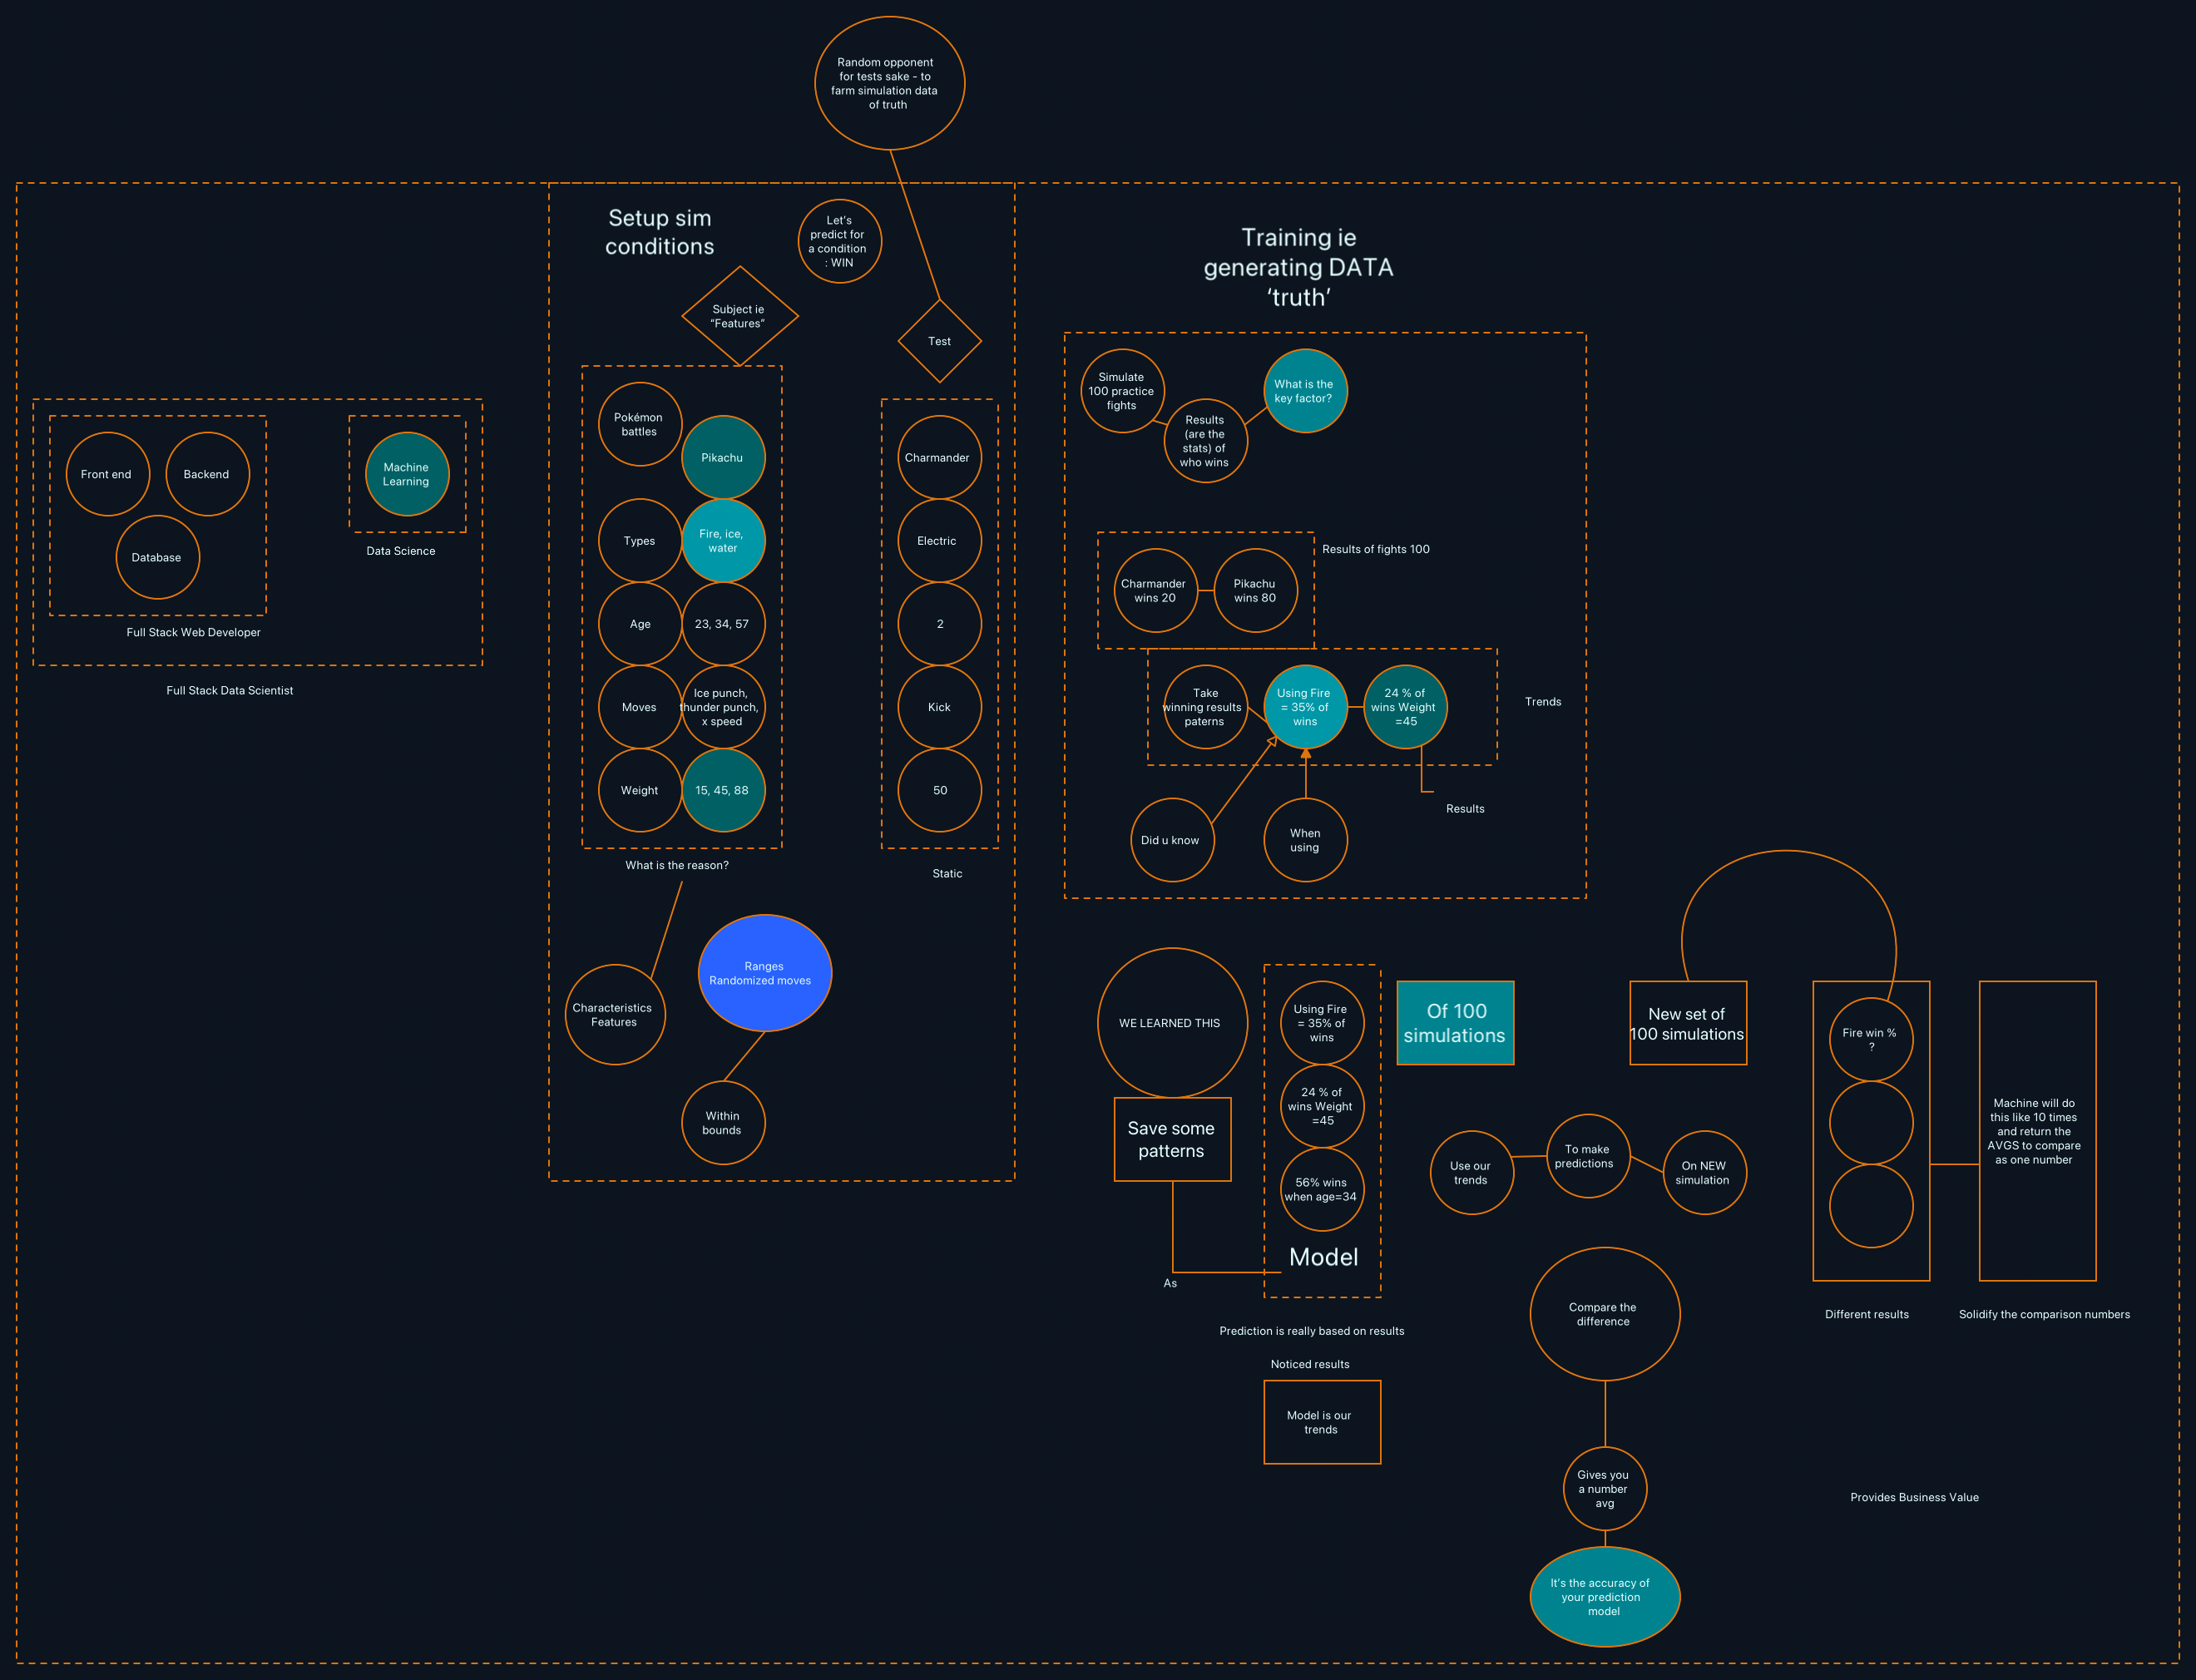 Random opponent
for tests sake - to
farm simulation data
of truth
Setup sim
conditions
Let's
predict for
a condition
: WIN
Subject ie
“Features”
Test
Training ie
generating DATA
‘truth’
Front end
Backend
Database
Full Stack Web Developer
Machine
Learning
Data Science
Full Stack Data Scientist
Pokémon
battles
Pikachu
Types
Fire, ice,
water
Age
23, 34, 57
Moves
Ice punch,
thunder punch,
x speed
Weight
15, 45, 88
What is the reason?
Characteristics
Features
Ranges
Randomized moves
Within
bounds
Charmander
Electric
2
Kick
50
Static
Simulate
100 practice
fights
Results
(are the
stats) of
who wins
What is the
key factor?
Charmander
wins 20
Pikachu
wins 80
Results of fights 100
Take
winning results
paterns
Using Fire
= 35% of
wins
24 % of
wins Weight
=45
Trends
Results
Did u know
When
using
WE LEARNED THIS
Save some
patterns
As
Using Fire
= 35% of
wins
24 % of
wins Weight
=45
56% wins
when age=34
Model
Of 100
simulations
Prediction is really based on results
Noticed results
Model is our
trends
New set of
100 simulations
Use our
trends
To make
predictions
On NEW
simulation
Fire win %
?
Different results
Machine will do
this like 10 times
and return the
AVGS to compare
as one number
Solidify the comparison numbers
Compare the
difference
Gives you
a number
avg
It's the accuracy of
your prediction
model
Provides Business Value